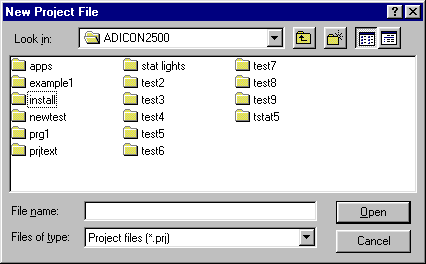 New Project File
Look in: ADICON2500
apps stat lights test7
example1 test2 test8
install test3 test9
newtest test4 tstat5
prg1 test5
prjtext test6
File name: Open
Files of type: Project files (*.prj) Cancel